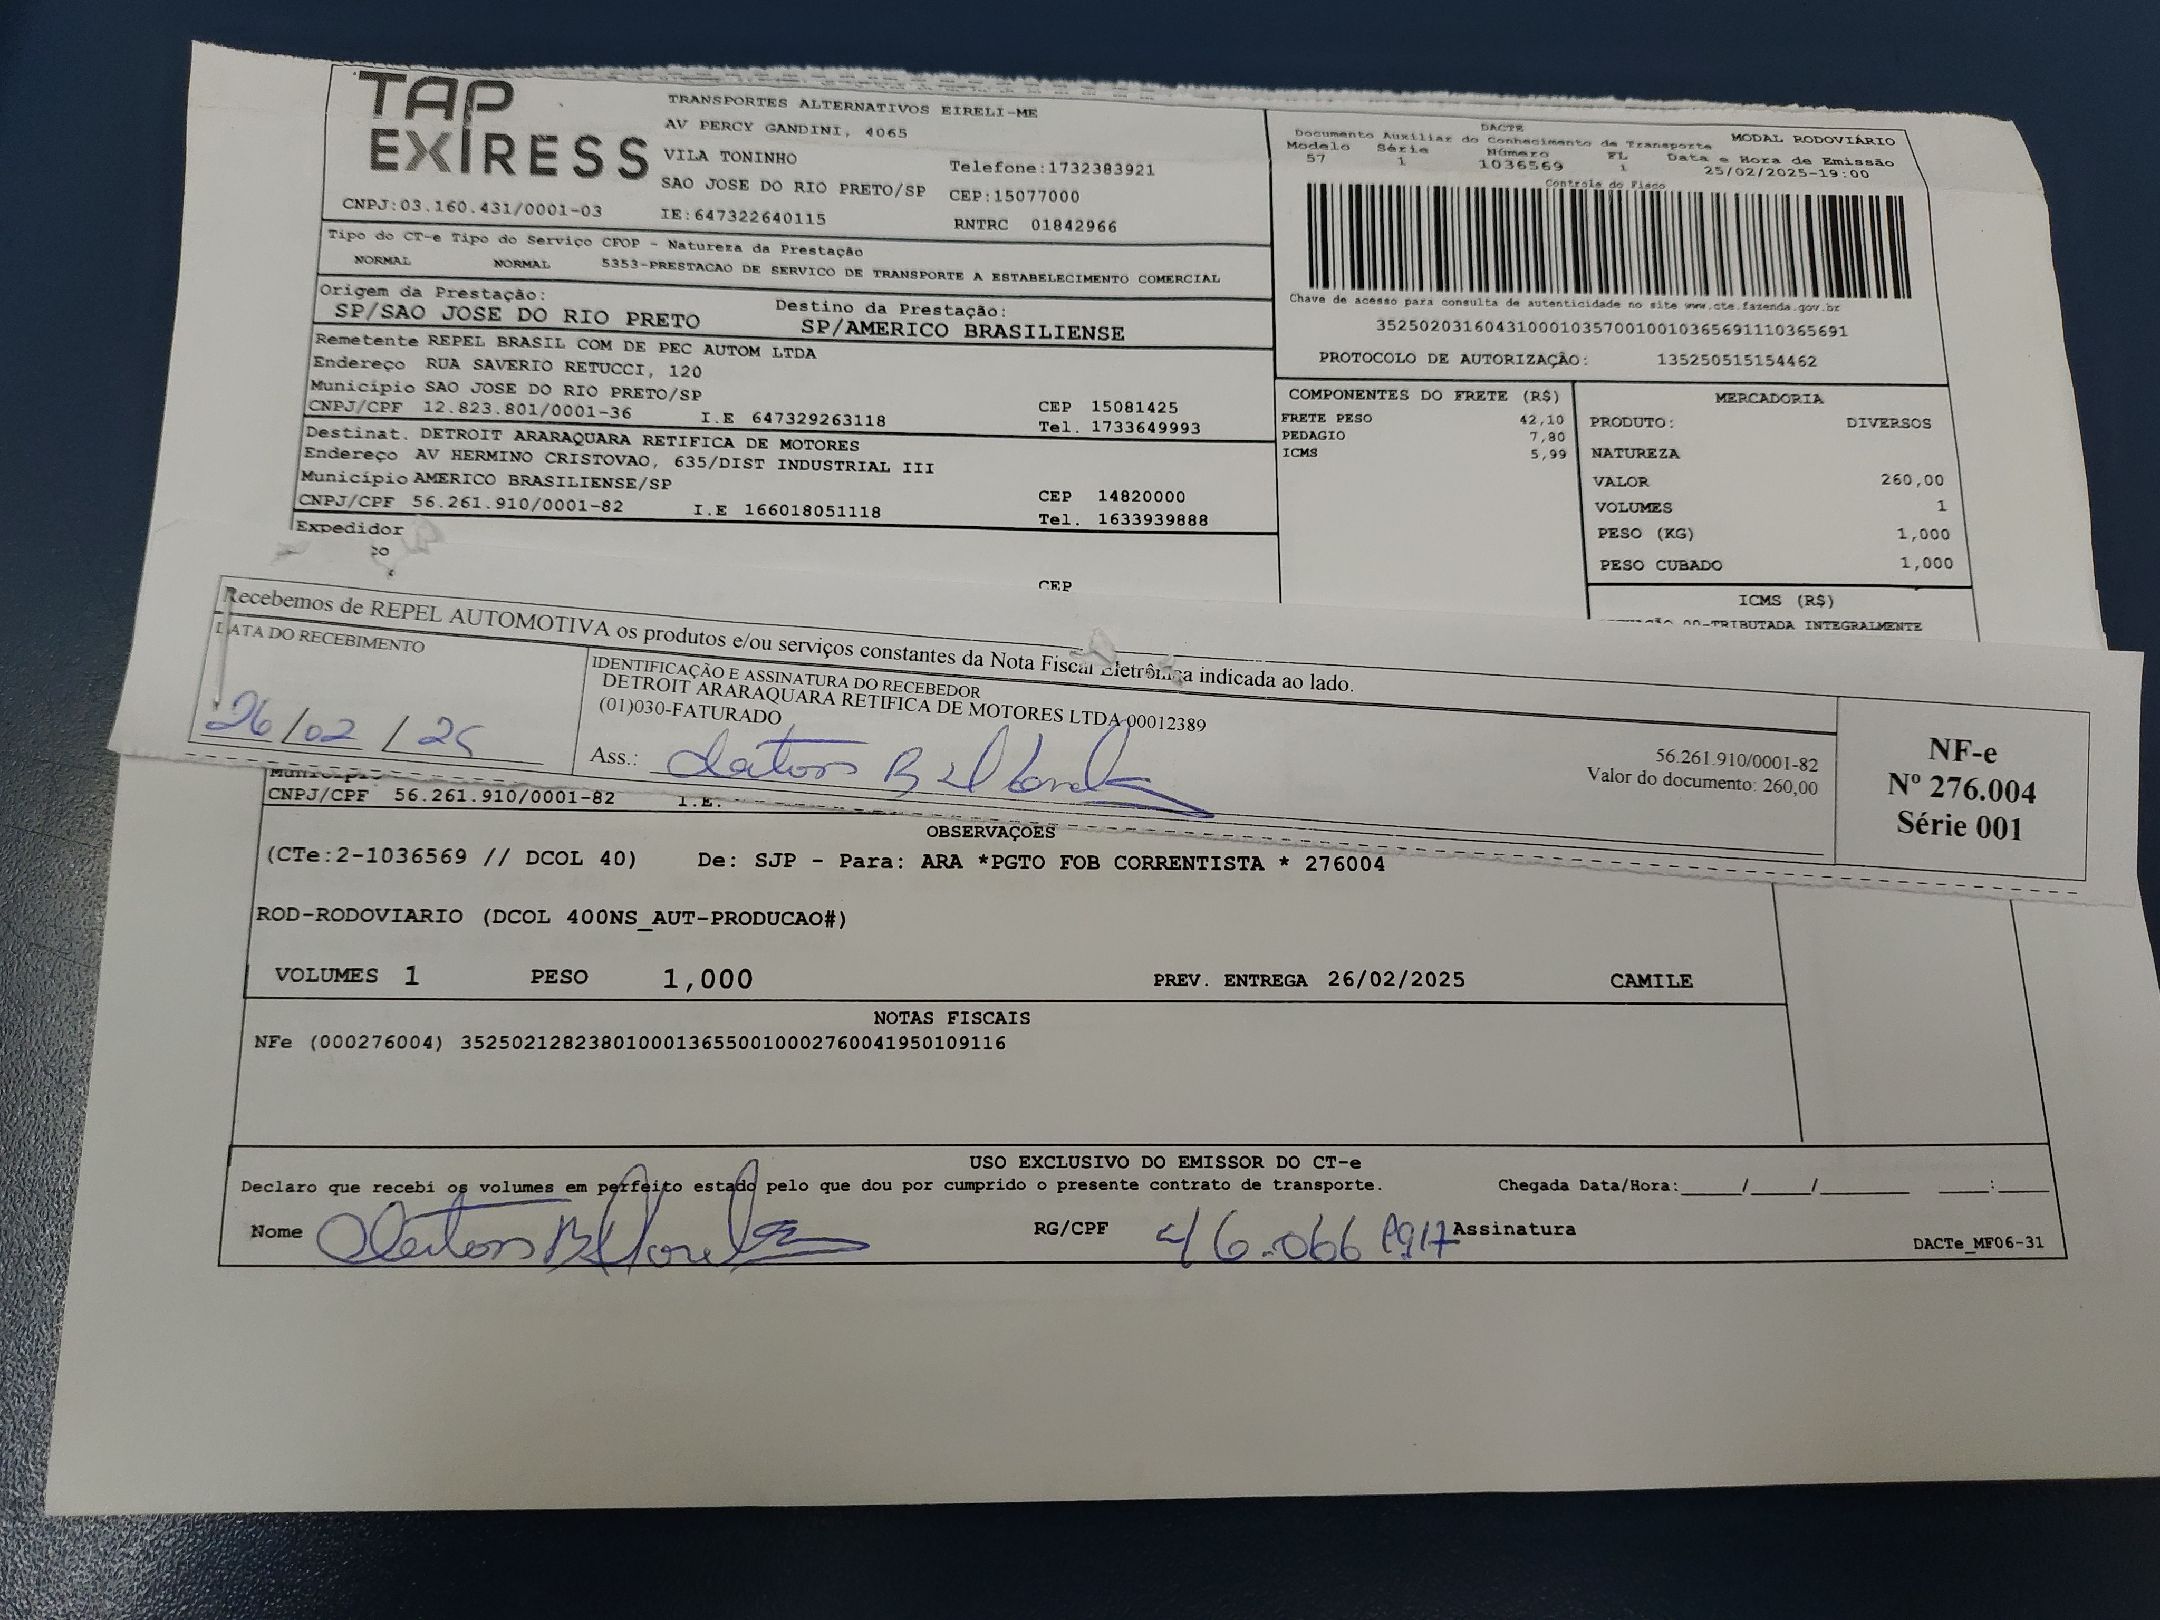 TAP
EXPRESS
TRANSPORTES ALTERNATIVOS EIRELI-ME
AV PERCY GANDINI, 4065
VILA TONINHO
Telefone:1732383921
SAO JOSE DO RIO PRETO/SP CEP:15077000
CNPJ:03.160.431/0001-03 IE:647322640115 RNTRC 01842966
DACTE
Documento Auxiliar do Conhecimento de Transporte MODAL RODOVIÁRIO
Modelo Série Número FL Data e Hora de Emissão
57 1 1036569 1 25/02/2025-19:00
Controle do Fisco
Chave de acesso para consulta de autenticidade no site www.cte.fazenda.gov.br
35250203160431000103570010010365691110365691
PROTOCOLO DE AUTORIZAÇÃO: 135250515154462
Tipo do CT-e Tipo do Serviço CFOP - Natureza da Prestação
NORMAL NORMAL 5353-PRESTACAO DE SERVICO DE TRANSPORTE A ESTABELECIMENTO COMERCIAL
Origem da Prestação: Destino da Prestação:
SP/SAO JOSE DO RIO PRETO SP/AMERICO BRASILIENSE
Remetente REPEL BRASIL COM DE PEC AUTOM LTDA
Endereço RUA SAVERIO RETUCCI, 120
Município SAO JOSE DO RIO PRETO/SP CEP 15081425
CNPJ/CPF 12.823.801/0001-36 I.E 647329263118 Tel. 1733649993
Destinat. DETROIT ARARAQUARA RETIFICA DE MOTORES
Endereço AV HERMINO CRISTOVAO, 635/DIST INDUSTRIAL III
Município AMERICO BRASILIENSE/SP CEP 14820000
CNPJ/CPF 56.261.910/0001-82 I.E 166018051118 Tel. 1633939888
Expedidor
ço
CEP
COMPONENTES DO FRETE (R$)
FRETE PESO 42,10
PEDAGIO 7,80
ICMS 5,99
MERCADORIA
PRODUTO: DIVERSOS
NATUREZA
VALOR 260,00
VOLUMES 1
PESO (KG) 1,000
PESO CUBADO 1,000
ICMS (R$)
00-TRIBUTADA INTEGRALMENTE
Recebemos de REPEL AUTOMOTIVA os produtos e/ou serviços constantes da Nota Fiscal Eletrônica indicada ao lado.
DATA DO RECEBIMENTO
26/02/25
IDENTIFICAÇÃO E ASSINATURA DO RECEBEDOR
DETROIT ARARAQUARA RETIFICA DE MOTORES LTDA 00012389
(01)030-FATURADO
Ass.:
56.261.910/0001-82
Valor do documento: 260,00
NF-e
Nº 276.004
Série 001
Município
CNPJ/CPF 56.261.910/0001-82 I.E.
OBSERVAÇOES
(CTe:2-1036569 // DCOL 40) De: SJP - Para: ARA *PGTO FOB CORRENTISTA * 276004
ROD-RODOVIARIO (DCOL 400NS_AUT-PRODUCAO#)
VOLUMES 1 PESO 1,000 PREV. ENTREGA 26/02/2025 CAMILE
NOTAS FISCAIS
NFe (000276004) 35250212823801000136550010002760041950109116
USO EXCLUSIVO DO EMISSOR DO CT-e
Declaro que recebi os volumes em perfeito estado pelo que dou por cumprido o presente contrato de transporte. Chegada Data/Hora:____/____/______ ____:____
Nome RG/CPF 46.066 Assinatura
DACTe_MF06-31